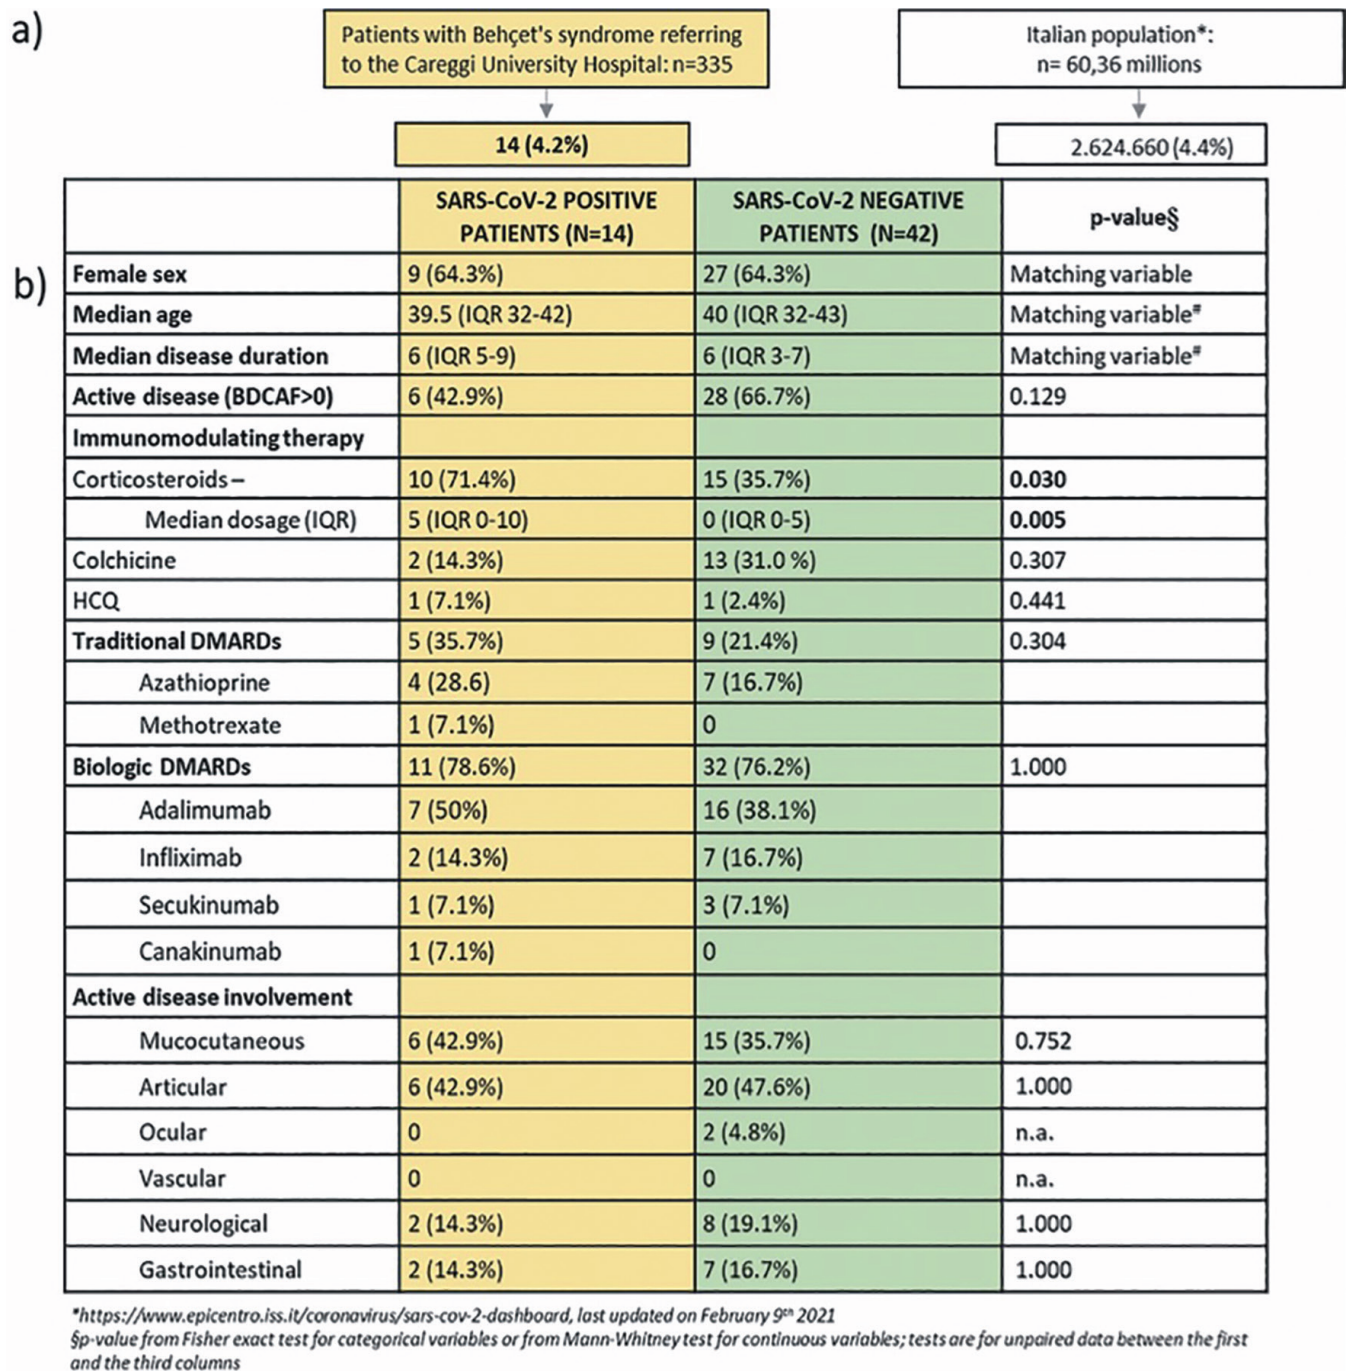 a)
Patients with Behçet's syndrome referring
to the Careggi University Hospital: n=335
Italian population*:
n= 60,36 millions
14 (4.2%)
2.624.660 (4.4%)
SARS-CoV-2 POSITIVE
PATIENTS (N=14)
SARS-CoV-2 NEGATIVE
PATIENTS (N=42)
p-value§
b)
Female sex 9 (64.3%) 27 (64.3%) Matching variable
Median age 39.5 (IQR 32-42) 40 (IQR 32-43) Matching variable#
Median disease duration 6 (IQR 5-9) 6 (IQR 3-7) Matching variable#
Active disease (BDCAF>0) 6 (42.9%) 28 (66.7%) 0.129
Immunomodulating therapy
Corticosteroids – 10 (71.4%) 15 (35.7%) 0.030
Median dosage (IQR) 5 (IQR 0-10) 0 (IQR 0-5) 0.005
Colchicine 2 (14.3%) 13 (31.0 %) 0.307
HCQ 1 (7.1%) 1 (2.4%) 0.441
Traditional DMARDs 5 (35.7%) 9 (21.4%) 0.304
Azathioprine 4 (28.6) 7 (16.7%)
Methotrexate 1 (7.1%) 0
Biologic DMARDs 11 (78.6%) 32 (76.2%) 1.000
Adalimumab 7 (50%) 16 (38.1%)
Infliximab 2 (14.3%) 7 (16.7%)
Secukinumab 1 (7.1%) 3 (7.1%)
Canakinumab 1 (7.1%) 0
Active disease involvement
Mucocutaneous 6 (42.9%) 15 (35.7%) 0.752
Articular 6 (42.9%) 20 (47.6%) 1.000
Ocular 0 2 (4.8%) n.a.
Vascular 0 0 n.a.
Neurological 2 (14.3%) 8 (19.1%) 1.000
Gastrointestinal 2 (14.3%) 7 (16.7%) 1.000
*https://www.epicentro.iss.it/coronavirus/sars-cov-2-dashboard, last updated on February 9th 2021
§p-value from Fisher exact test for categorical variables or from Mann-Whitney test for continuous variables; tests are for unpaired data between the first
and the third columns